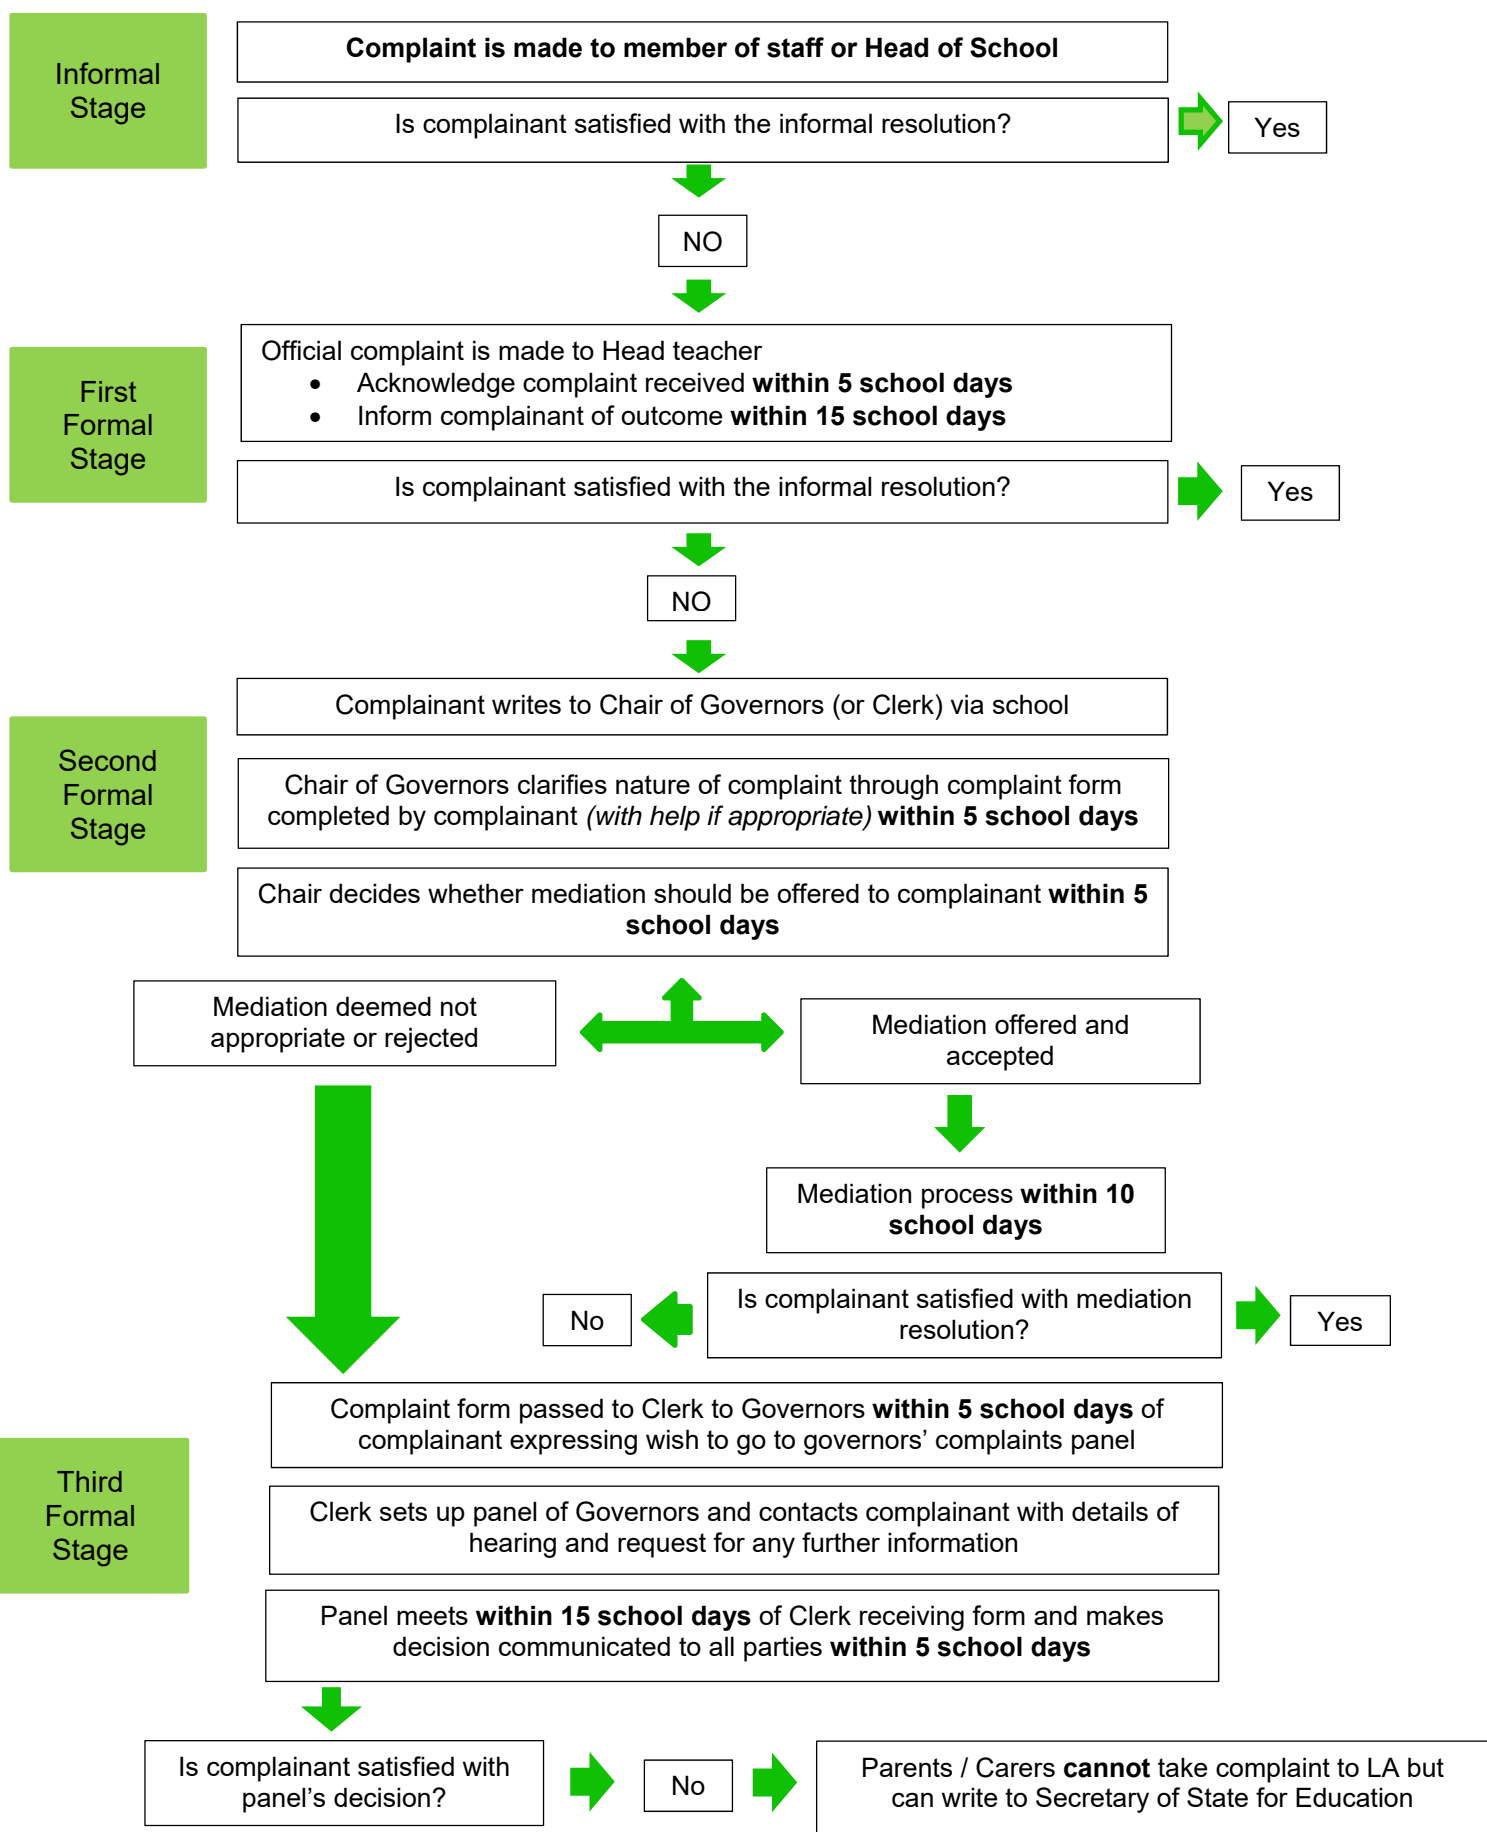 Informal
Stage
Complaint is made to member of staff or Head of School
Is complainant satisfied with the informal resolution?
Yes
NO
First
Formal
Stage
Official complaint is made to Head teacher
• Acknowledge complaint received within 5 school days
• Inform complainant of outcome within 15 school days
Is complainant satisfied with the informal resolution?
Yes
NO
Second
Formal
Stage
Complainant writes to Chair of Governors (or Clerk) via school
Chair of Governors clarifies nature of complaint through complaint form
completed by complainant (with help if appropriate) within 5 school days
Chair decides whether mediation should be offered to complainant within 5
school days
Mediation deemed not
appropriate or rejected
Mediation offered and
accepted
Mediation process within 10
school days
Is complainant satisfied with mediation
resolution?
No
Yes
Third
Formal
Stage
Complaint form passed to Clerk to Governors within 5 school days of
complainant expressing wish to go to governors’ complaints panel
Clerk sets up panel of Governors and contacts complainant with details of
hearing and request for any further information
Panel meets within 15 school days of Clerk receiving form and makes
decision communicated to all parties within 5 school days
Is complainant satisfied with
panel’s decision?
No
Parents / Carers cannot take complaint to LA but
can write to Secretary of State for Education